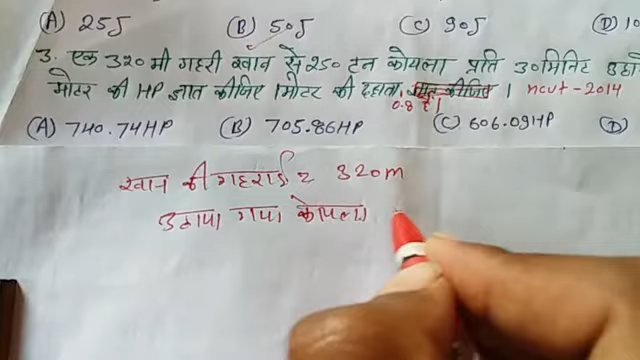 (A) 25J (B) 50J (C) 90J (D) 10
3. एक 320 मी गहरी खान से 250 टन कोयला प्रति 30 मिनिट उठा
मोटर की HP ज्ञात कीजिए। मोटर की दक्षता ज्ञात कीजिए। ncvt-2014
0.8 है।
(A) 740.74HP (B) 705.86HP (C) 606.09HP (D)
खान की गहराई = 320m
उठाया गया कोयला